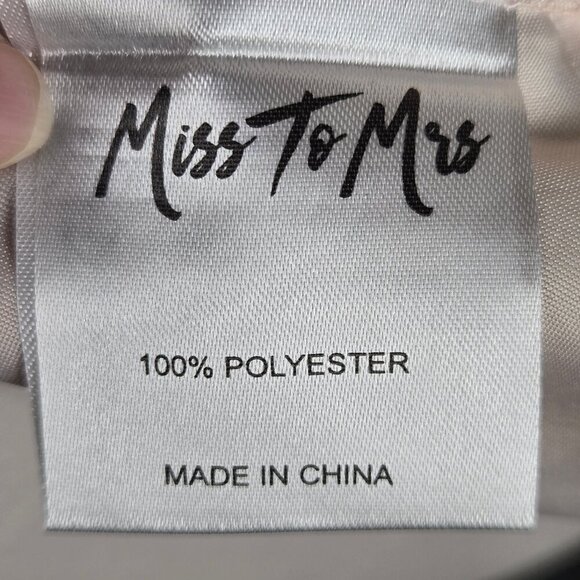 Miss To Mrs
100% POLYESTER
MADE IN CHINA